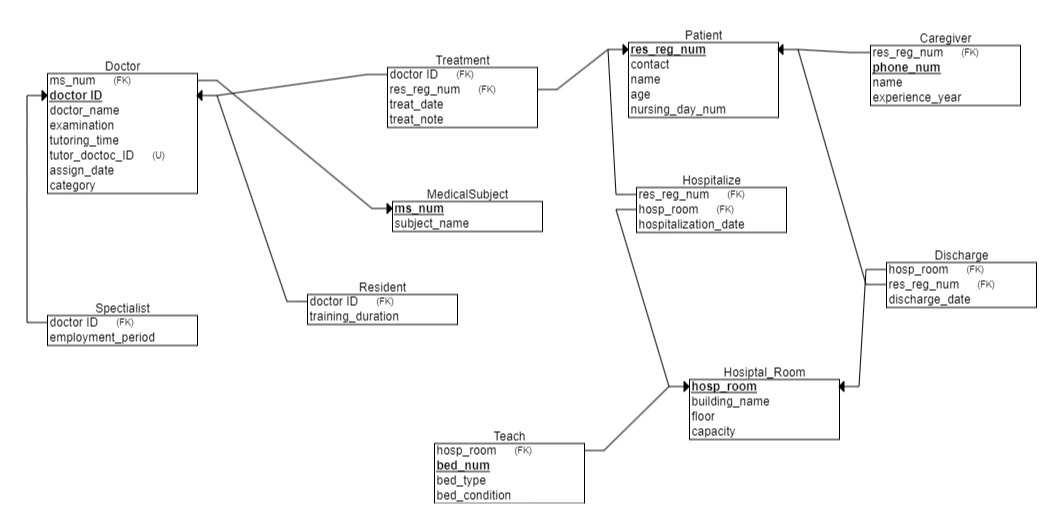 Doctor
ms_num (FK)
doctor ID
doctor_name
examination
tutoring_time
tutor_doctoc_ID (U)
assign_date
category
Treatment
doctor ID (FK)
res_reg_num (FK)
treat_date
treat_note
Patient
res_reg_num
contact
name
age
nursing_day_num
Caregiver
res_reg_num (FK)
phone_num
name
experience_year
MedicalSubject
ms_num
subject_name
Hospitalize
res_reg_num (FK)
hosp_room (FK)
hospitalization_date
Discharge
hosp_room (FK)
res_reg_num (FK)
discharge_date
Resident
doctor ID (FK)
training_duration
Spectialist
doctor ID (FK)
employment_period
Hosiptal_Room
hosp_room
building_name
floor
capacity
Teach
hosp_room (FK)
bed_num
bed_type
bed_condition